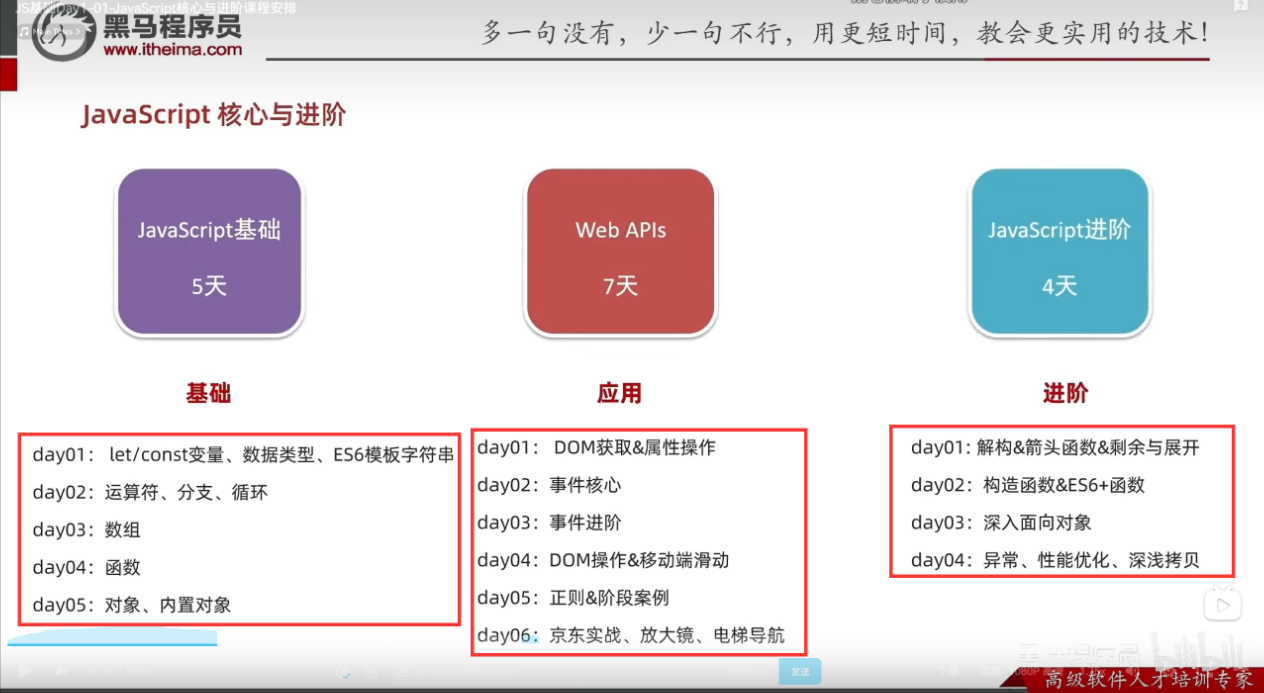 JS基础Day1-01-JavaScript核心与进阶课程安排
黑马程序员
www.itheima.com
多一句没有，少一句不行，用更短时间，教会更实用的技术！
JavaScript 核心与进阶
JavaScript基础
5天
Web APIs
7天
JavaScript进阶
4天
基础
应用
进阶
day01： let/const变量、数据类型、ES6模板字符串
day02：运算符、分支、循环
day03：数组
day04：函数
day05：对象、内置对象
day01： DOM获取&属性操作
day02：事件核心
day03：事件进阶
day04：DOM操作&移动端滑动
day05：正则&阶段案例
day06：京东实战、放大镜、电梯导航
day01: 解构&箭头函数&剩余与展开
day02：构造函数&ES6+函数
day03：深入面向对象
day04：异常、性能优化、深浅拷贝
发送
黑马程序员
高级软件人才培训专家